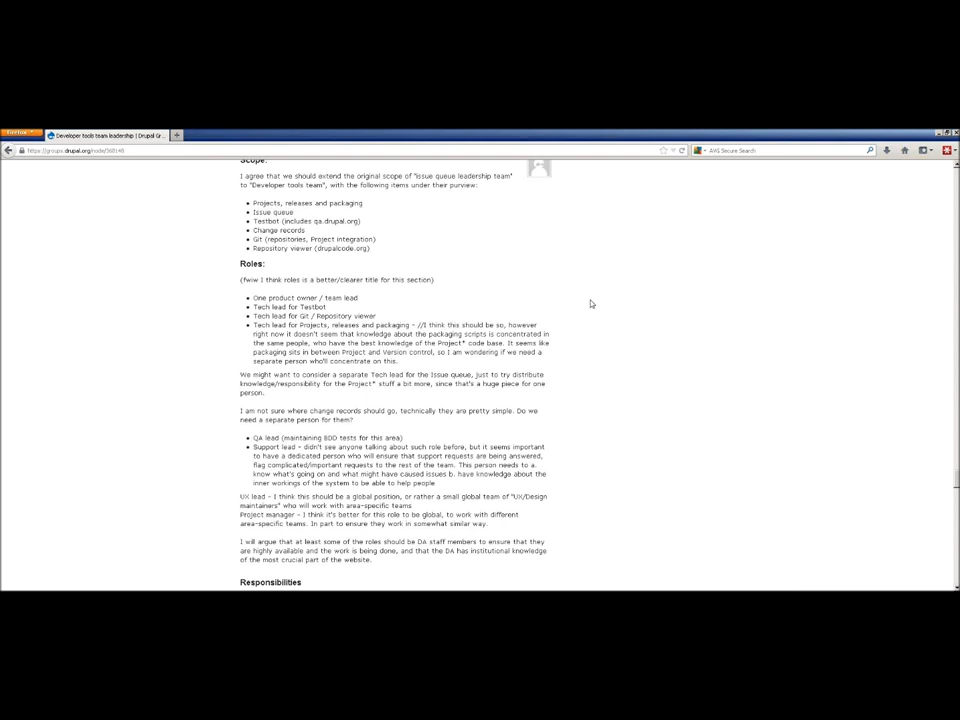 Firefox
Developer tools team leadership | Drupal Gr...
https://groups.drupal.org/node/368148
AVG Secure Search
Scope:
I agree that we should extend the original scope of "issue queue leadership team"
to "Developer tools team", with the following items under their purview:
Projects, releases and packaging
Issue queue
Testbot (includes qa.drupal.org)
Change records
Git (repositories, Project integration)
Repository viewer (drupalcode.org)
Roles:
(fwiw I think roles is a better/clearer title for this section)
One product owner / team lead
Tech lead for Testbot
Tech lead for Git / Repository viewer
Tech lead for Projects, releases and packaging - //I think this should be so, however
right now it doesn't seem that knowledge about the packaging scripts is concentrated in
the same people, who have the best knowledge of the Project* code base. It seems like
packaging sits in between Project and Version control, so I am wondering if we need a
separate person who'll concentrate on this.
We might want to consider a separate Tech lead for the Issue queue, just to try distribute
knowledge/responsibility for the Project* stuff a bit more, since that's a huge piece for one
person.
I am not sure where change records should go, technically they are pretty simple. Do we
need a separate person for them?
QA lead (maintaining BDD tests for this area)
Support lead - didn't see anyone talking about such role before, but it seems important
to have a dedicated person who will ensure that support requests are being answered,
flag complicated/important requests to the rest of the team. This person needs to a.
know what's going on and what might have caused issues b. have knowledge about the
inner workings of the system to be able to help people
UX lead - I think this should be a global position, or rather a small global team of "UX/Design
maintainers" who will work with area-specific teams
Project manager - I think it's better for this role to be global, to work with different
area-specific teams. In part to ensure they work in somewhat similar way.
I will argue that at least some of the roles should be DA staff members to ensure that they
are highly available and the work is being done, and that the DA has institutional knowledge
of the most crucial part of the website.
Responsibilities